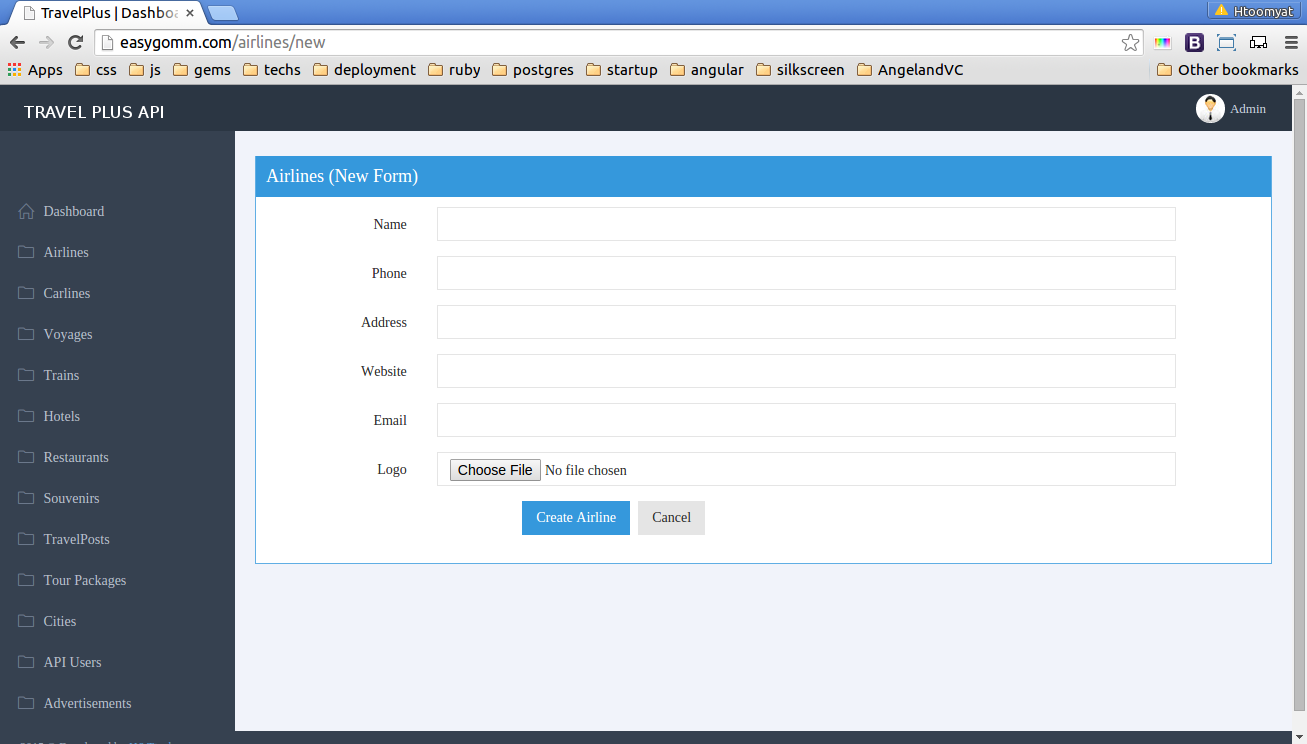 TravelPlus | Dashboa
Htoomyat
easygomm.com/airlines/new
Apps css js gems techs deployment ruby postgres startup angular silkscreen AngelandVC Other bookmarks
TRAVEL PLUS API
Admin
Airlines (New Form)
Name
Phone
Address
Website
Email
Logo
Choose File No file chosen
Create Airline Cancel
Dashboard
Airlines
Carlines
Voyages
Trains
Hotels
Restaurants
Souvenirs
TravelPosts
Tour Packages
Cities
API Users
Advertisements